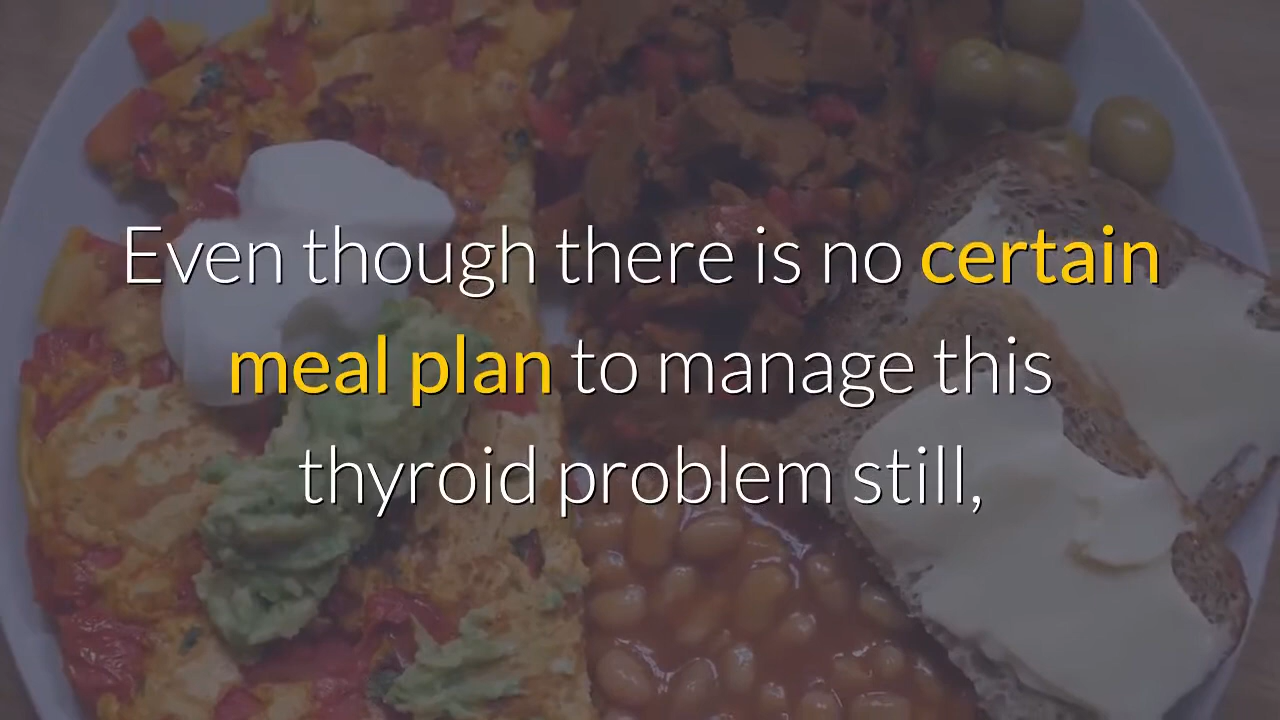 Even though there is no certain
meal plan to manage this
thyroid problem still,